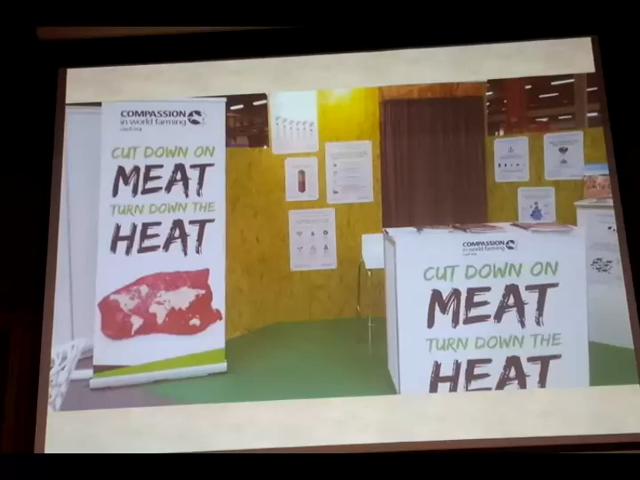 COMPASSION
in world farming
CUT DOWN ON
MEAT
TURN DOWN THE
HEAT
COMPASSION
in world farming
CUT DOWN ON
MEAT
TURN DOWN THE
HEAT